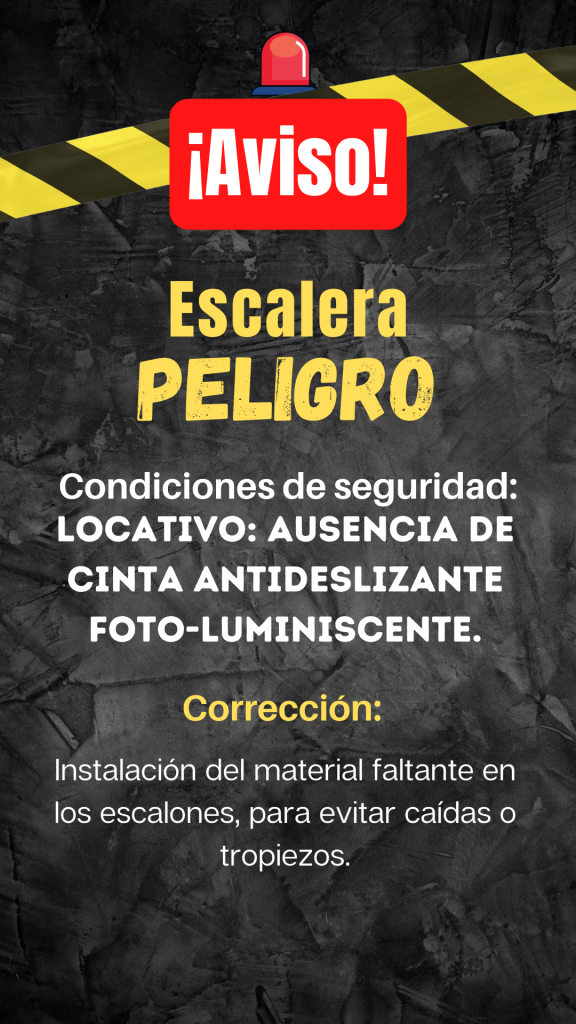 ¡Aviso!
Escalera
PELIGRO
Condiciones de seguridad:
LOCATIVO: AUSENCIA DE
CINTA ANTIDESLIZANTE
FOTO-LUMINISCENTE.
Corrección:
Instalación del material faltante en
los escalones, para evitar caídas o
tropiezos.